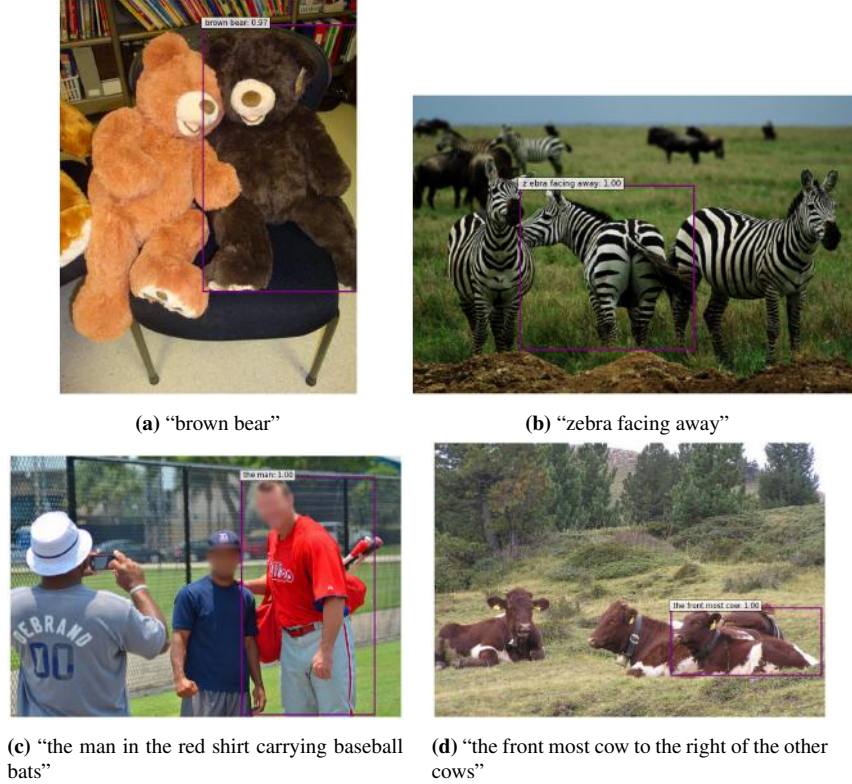 brown bear: 0.97
zebra facing away: 1.00
(a) “brown bear”
(b) “zebra facing away”
the man: 1.00
DEBRAND
00
the front most cow: 1.00
(c) “the man in the red shirt carrying baseball
bats”
(d) “the front most cow to the right of the other
cows”